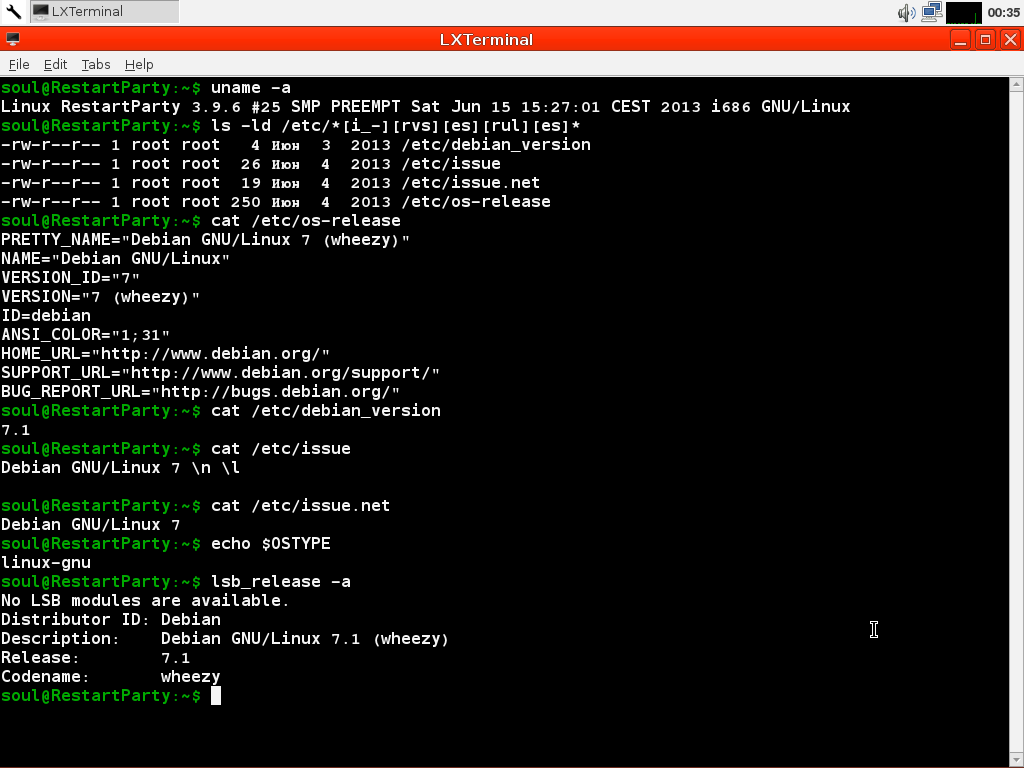 LXTerminal
00:35
LXTerminal
File Edit Tabs Help
soul@RestartParty:~$ uname -a
Linux RestartParty 3.9.6 #25 SMP PREEMPT Sat Jun 15 15:27:01 CEST 2013 i686 GNU/Linux
soul@RestartParty:~$ ls -ld /etc/*[i_-][rvs][es][rul][es]*
-rw-r--r-- 1 root root   4 Июн  3  2013 /etc/debian_version
-rw-r--r-- 1 root root  26 Июн  4  2013 /etc/issue
-rw-r--r-- 1 root root  19 Июн  4  2013 /etc/issue.net
-rw-r--r-- 1 root root 250 Июн  4  2013 /etc/os-release
soul@RestartParty:~$ cat /etc/os-release
PRETTY_NAME="Debian GNU/Linux 7 (wheezy)"
NAME="Debian GNU/Linux"
VERSION_ID="7"
VERSION="7 (wheezy)"
ID=debian
ANSI_COLOR="1;31"
HOME_URL="http://www.debian.org/"
SUPPORT_URL="http://www.debian.org/support/"
BUG_REPORT_URL="http://bugs.debian.org/"
soul@RestartParty:~$ cat /etc/debian_version
7.1
soul@RestartParty:~$ cat /etc/issue
Debian GNU/Linux 7 \n \l
soul@RestartParty:~$ cat /etc/issue.net
Debian GNU/Linux 7
soul@RestartParty:~$ echo $OSTYPE
linux-gnu
soul@RestartParty:~$ lsb_release -a
No LSB modules are available.
Distributor ID: Debian
Description:    Debian GNU/Linux 7.1 (wheezy)
Release:        7.1
Codename:       wheezy
soul@RestartParty:~$